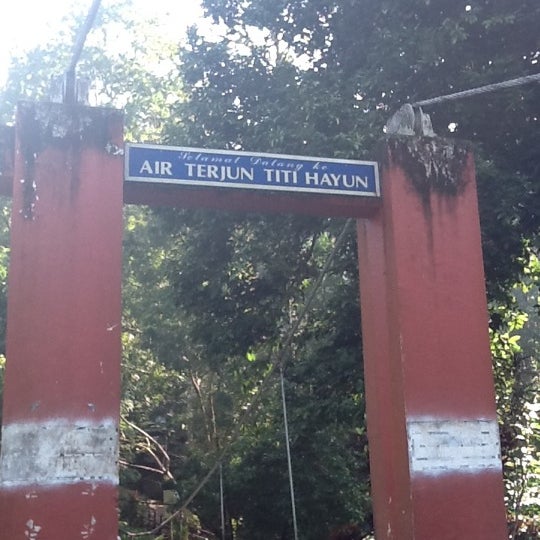 Selamat Datang ke
AIR TERJUN TITI HAYUN